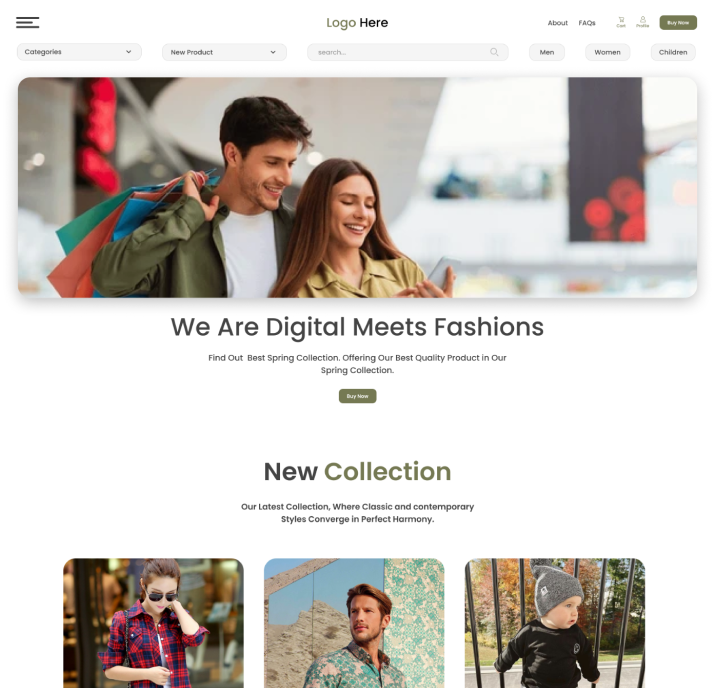 Logo Here
About FAQs Cart Profile Buy Now
Categories New Product search... Men Women Children
We Are Digital Meets Fashions
Find Out Best Spring Collection. Offering Our Best Quality Product in Our
Spring Collection.
Buy Now
New Collection
Our Latest Collection, Where Classic and contemporary
Styles Converge in Perfect Harmony.